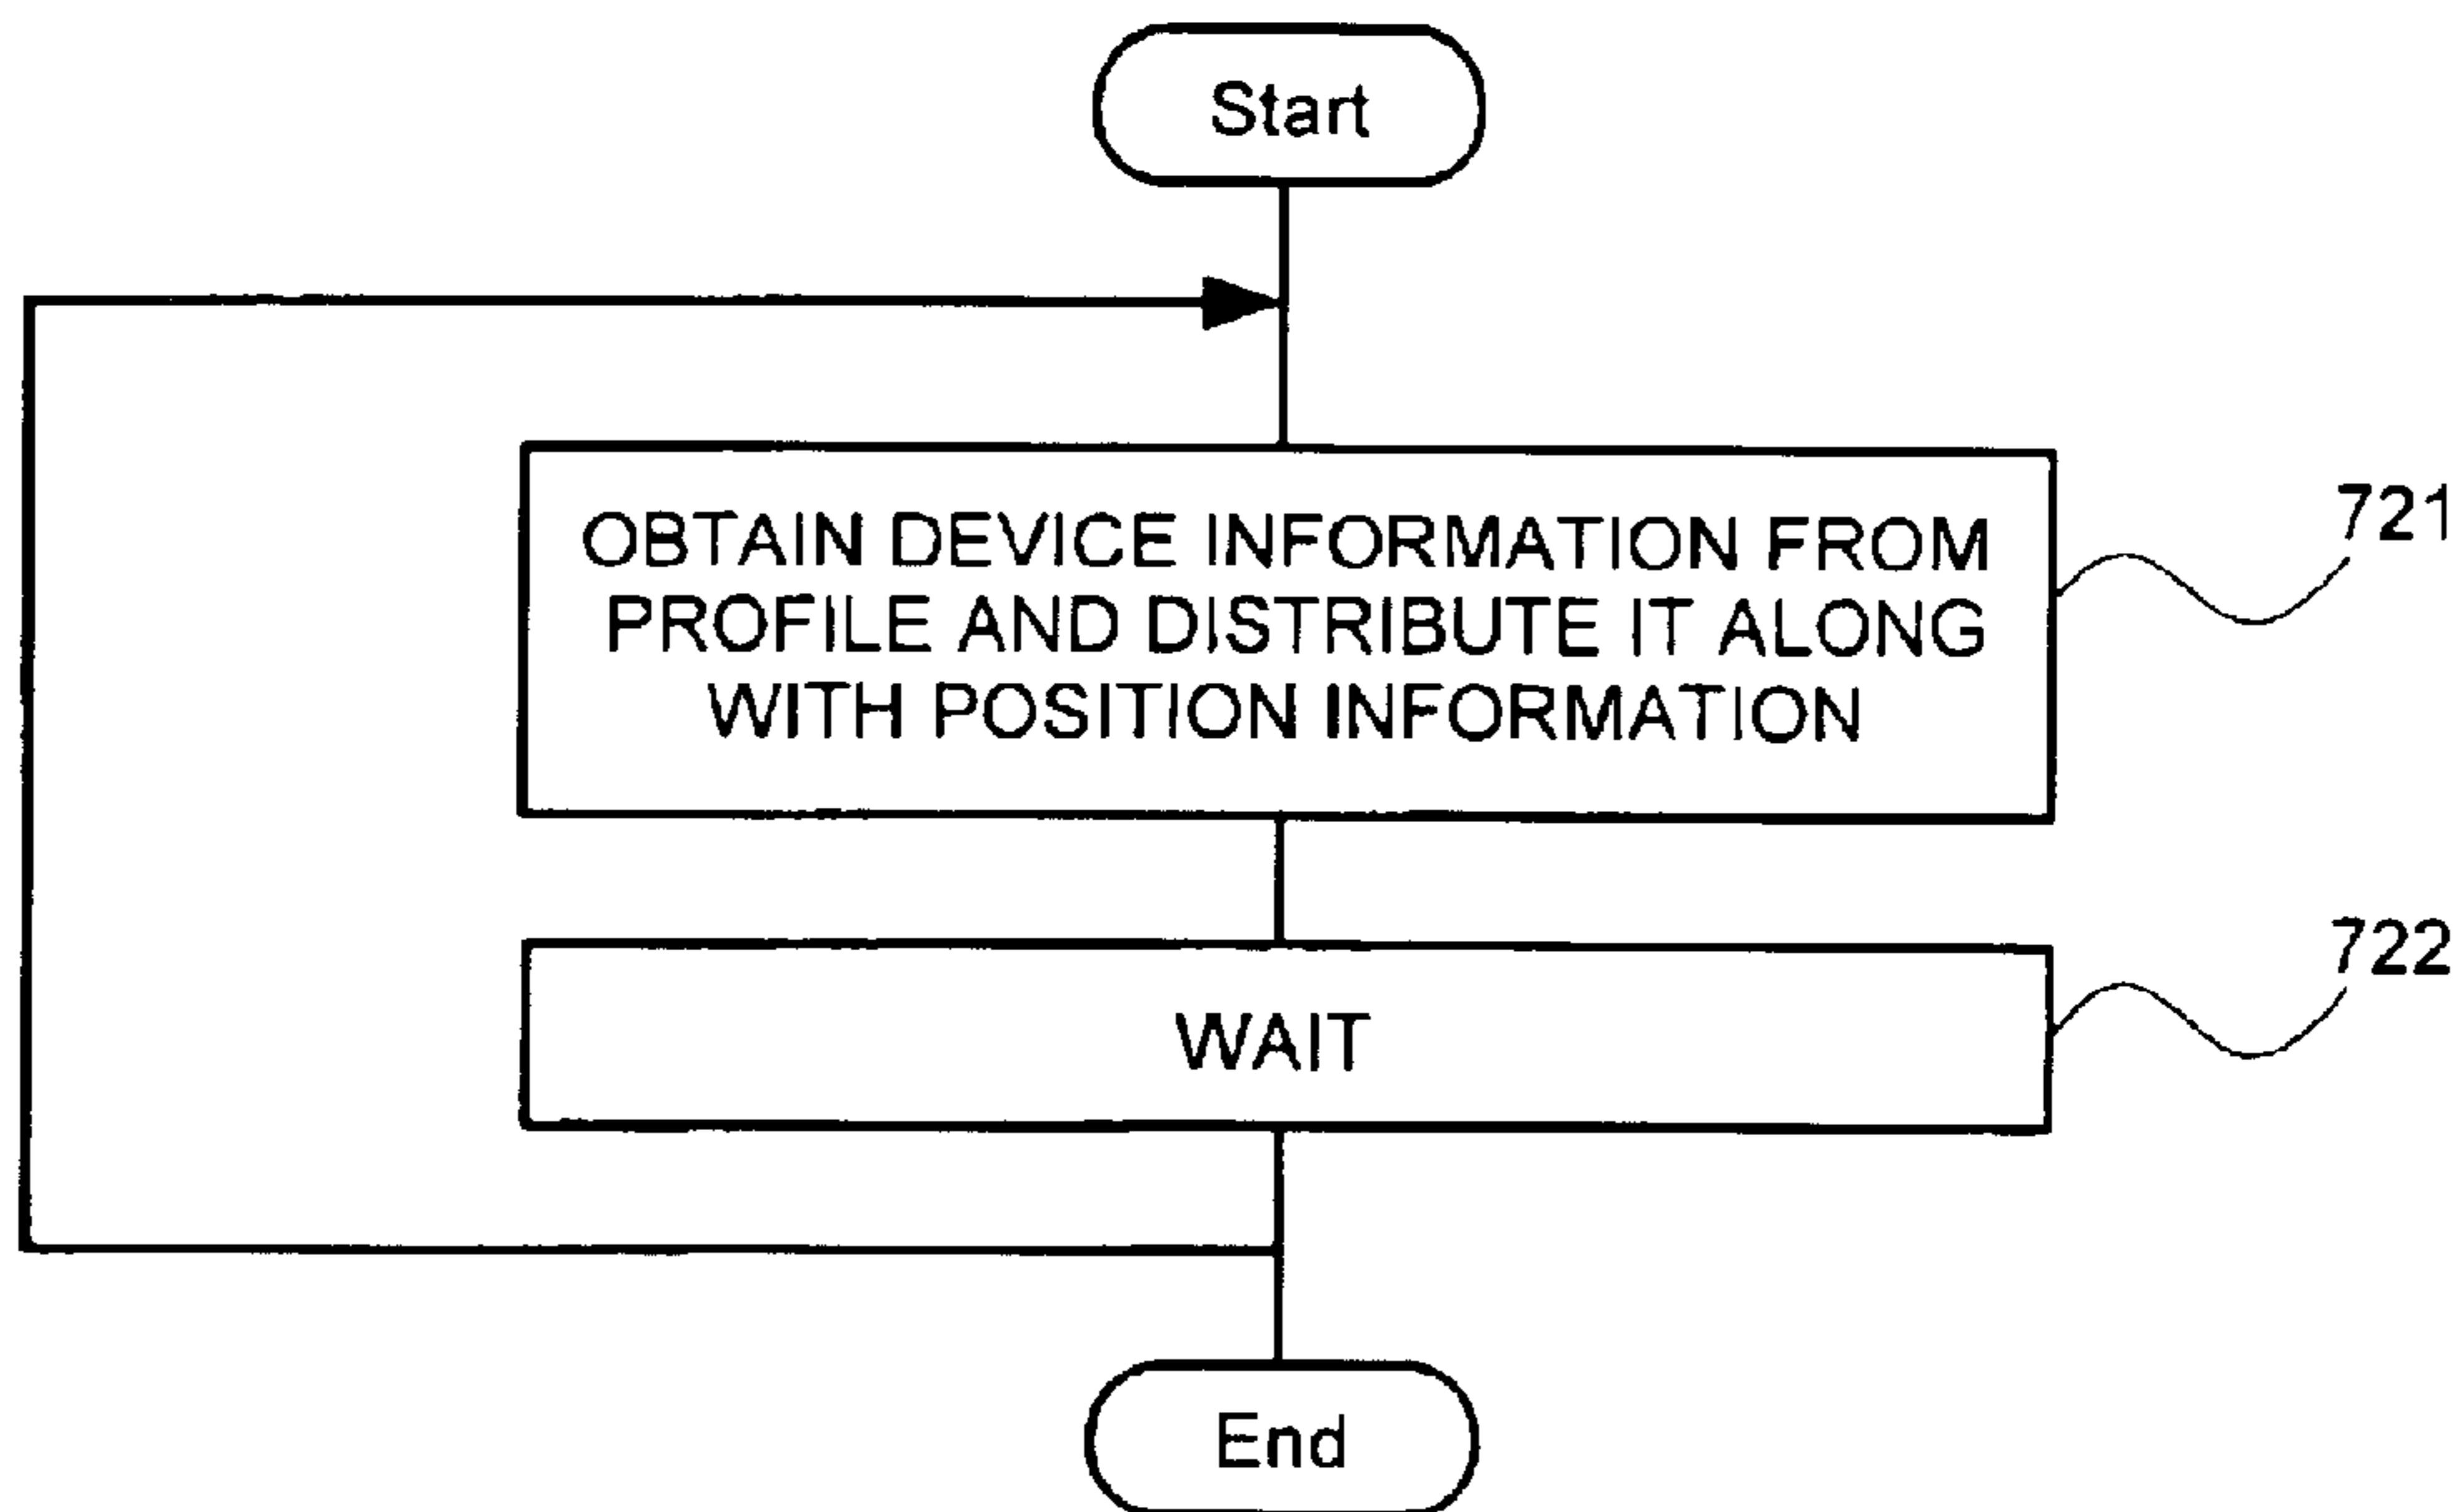 Start
OBTAIN DEVICE INFORMATION FROM
PROFILE AND DISTRIBUTE IT ALONG
WITH POSITION INFORMATION
721
WAIT
722
End